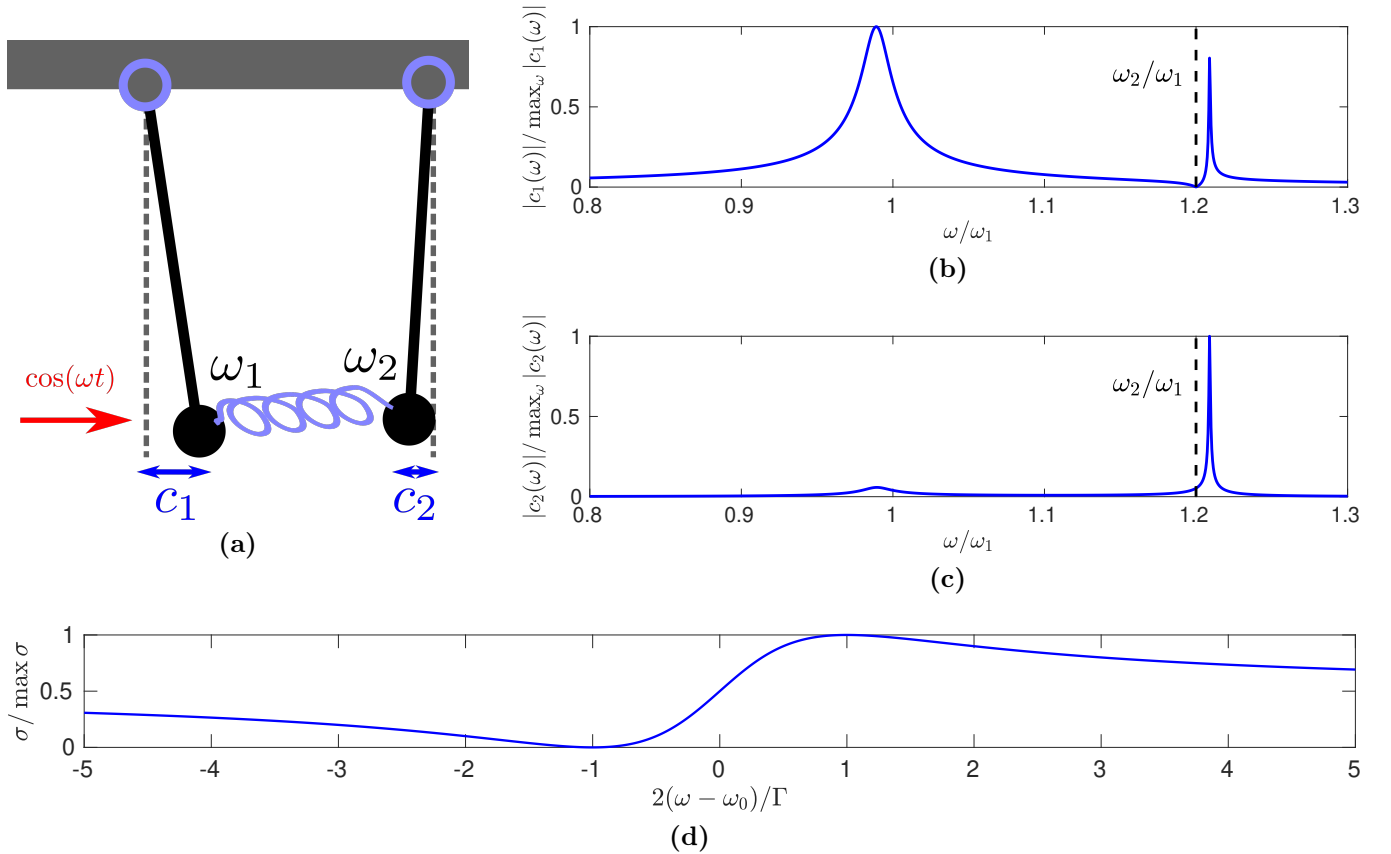 cos(ωt)
ω₁
ω₂
c₁
c₂
(a)
|c₁(ω)|/ max_ω |c₁(ω)|
1
0.5
0
ω₂/ω₁
0.8
0.9
1
1.1
1.2
1.3
ω/ω₁
(b)
|c₂(ω)|/ max_ω |c₂(ω)|
1
0.5
0
ω₂/ω₁
0.8
0.9
1
1.1
1.2
1.3
ω/ω₁
(c)
σ/ max σ
1
0.5
0
-5
-4
-3
-2
-1
0
1
2
3
4
5
2(ω − ω₀)/Γ
(d)